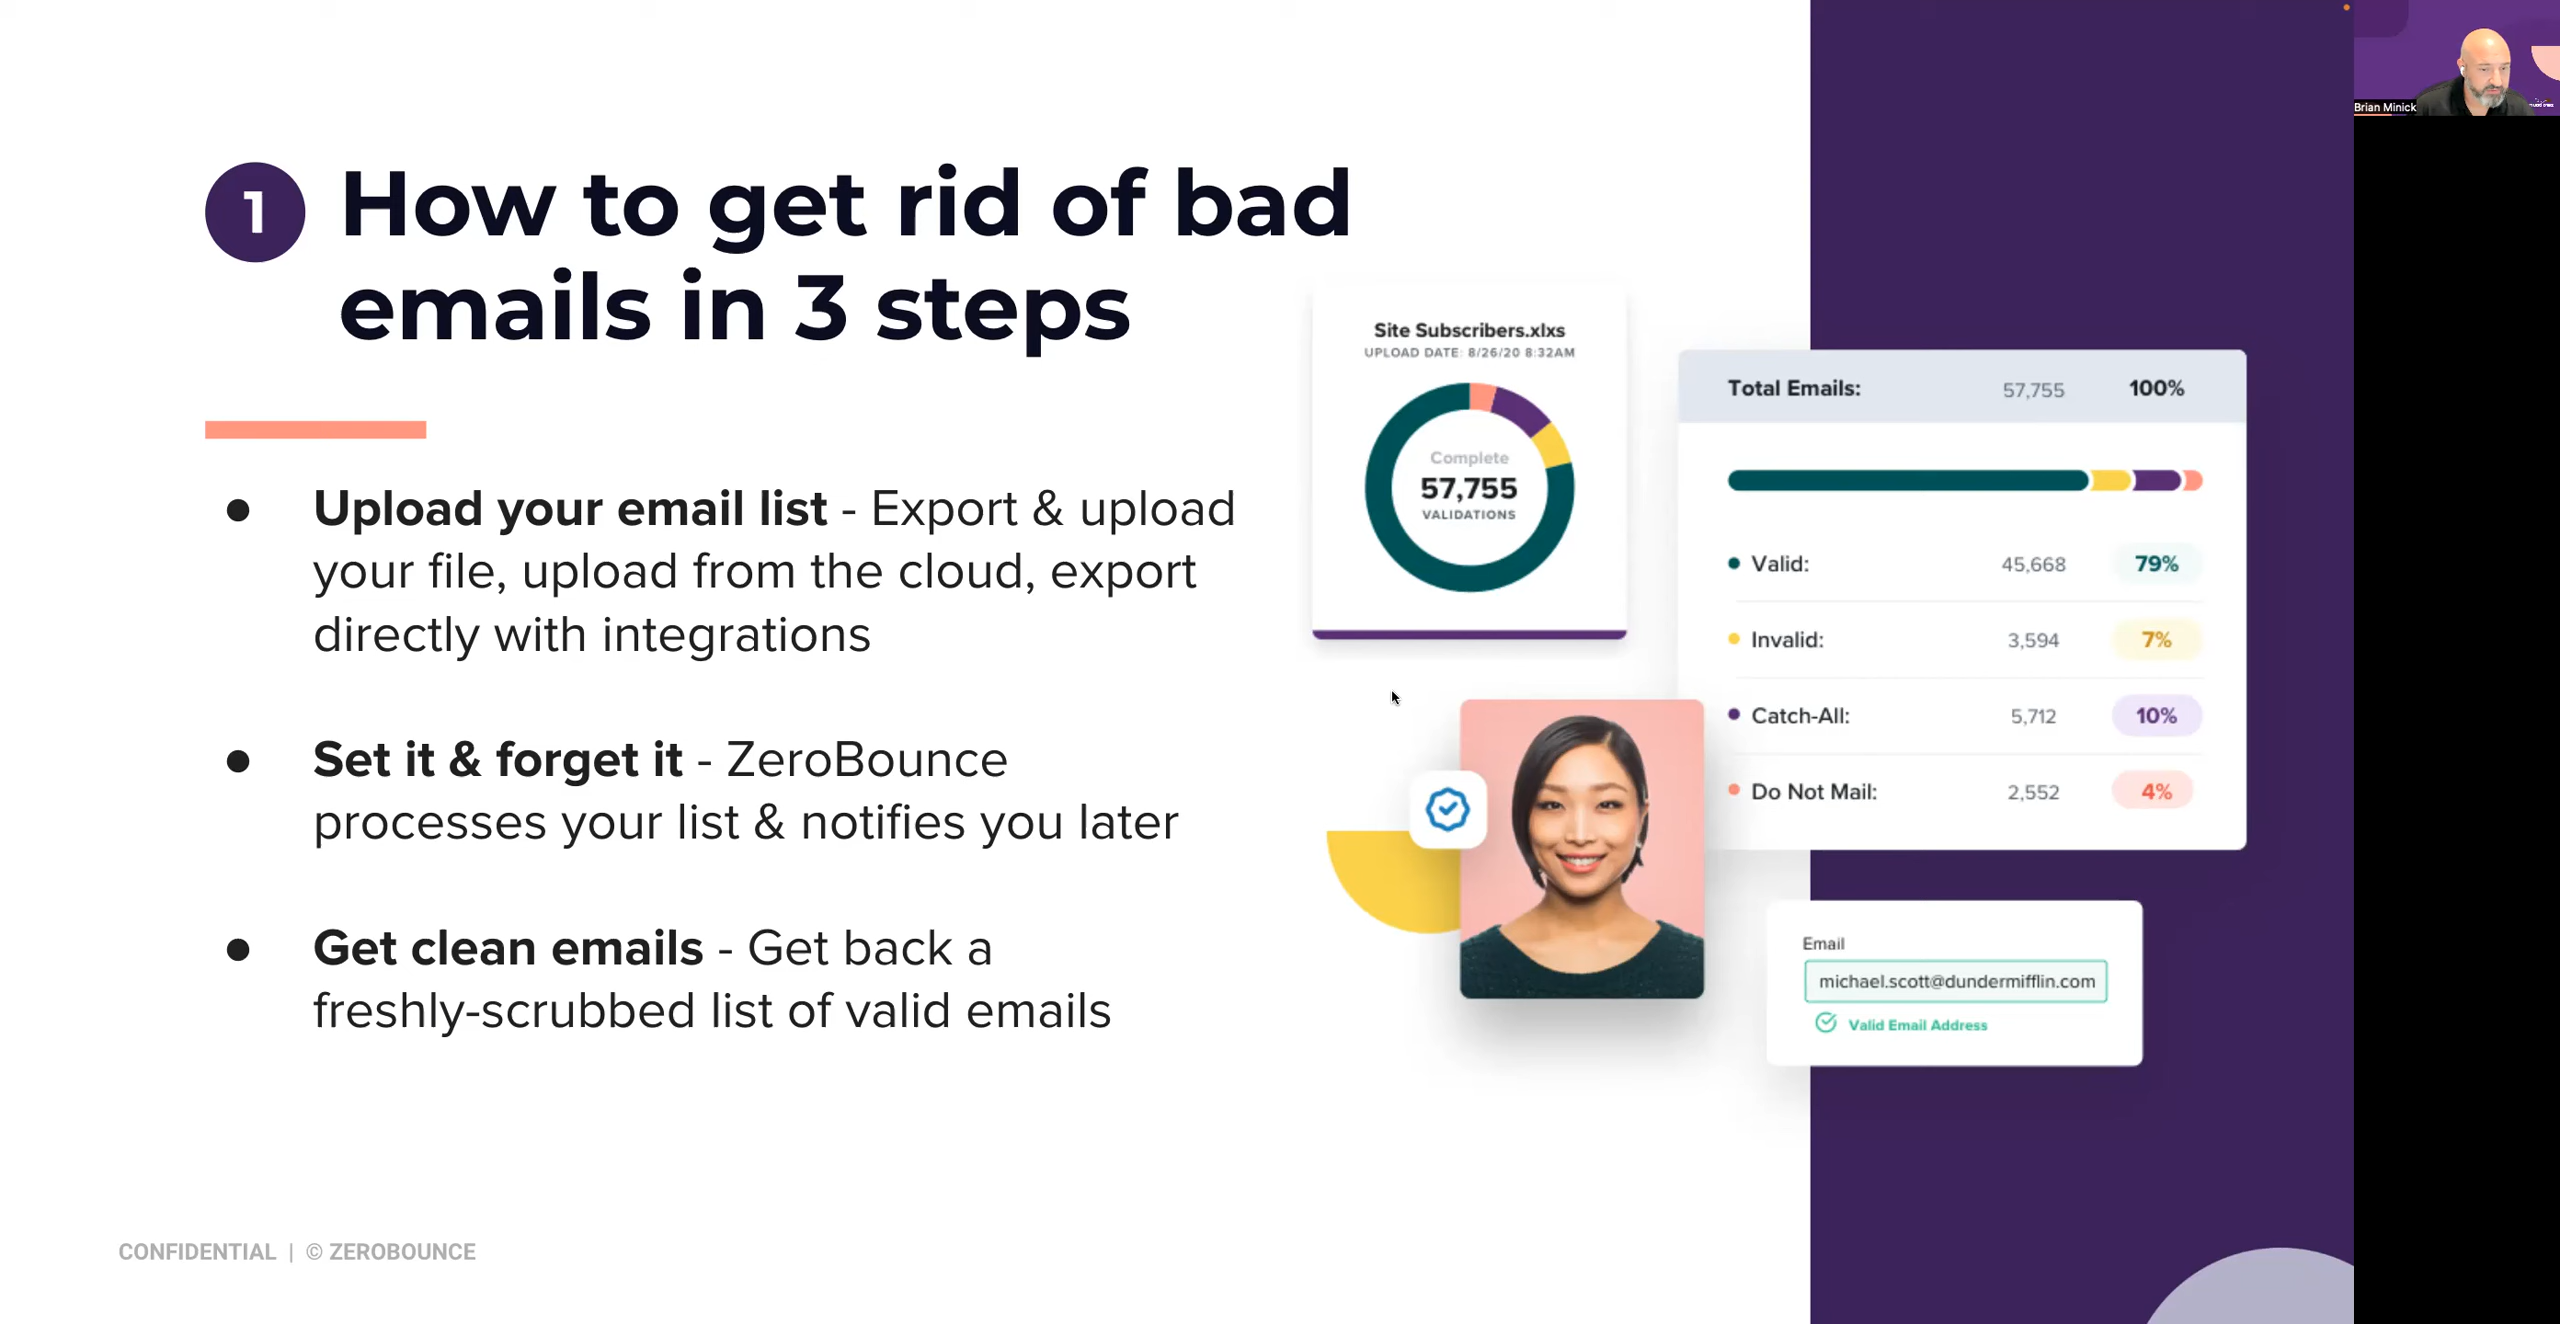 1
How to get rid of bad
emails in 3 steps
● Upload your email list - Export & upload
your file, upload from the cloud, export
directly with integrations
● Set it & forget it - ZeroBounce
processes your list & notifies you later
● Get clean emails - Get back a
freshly-scrubbed list of valid emails
Site Subscribers.xlxs
UPLOAD DATE: 8/26/20 8:32AM
Complete
57,755
VALIDATIONS
Total Emails: 57,755 100%
Valid: 45,668 79%
Invalid: 3,594 7%
Catch-All: 5,712 10%
Do Not Mail: 2,552 4%
Email
michael.scott@dundermifflin.com
Valid Email Address
CONFIDENTIAL | © ZEROBOUNCE
Brian Minick